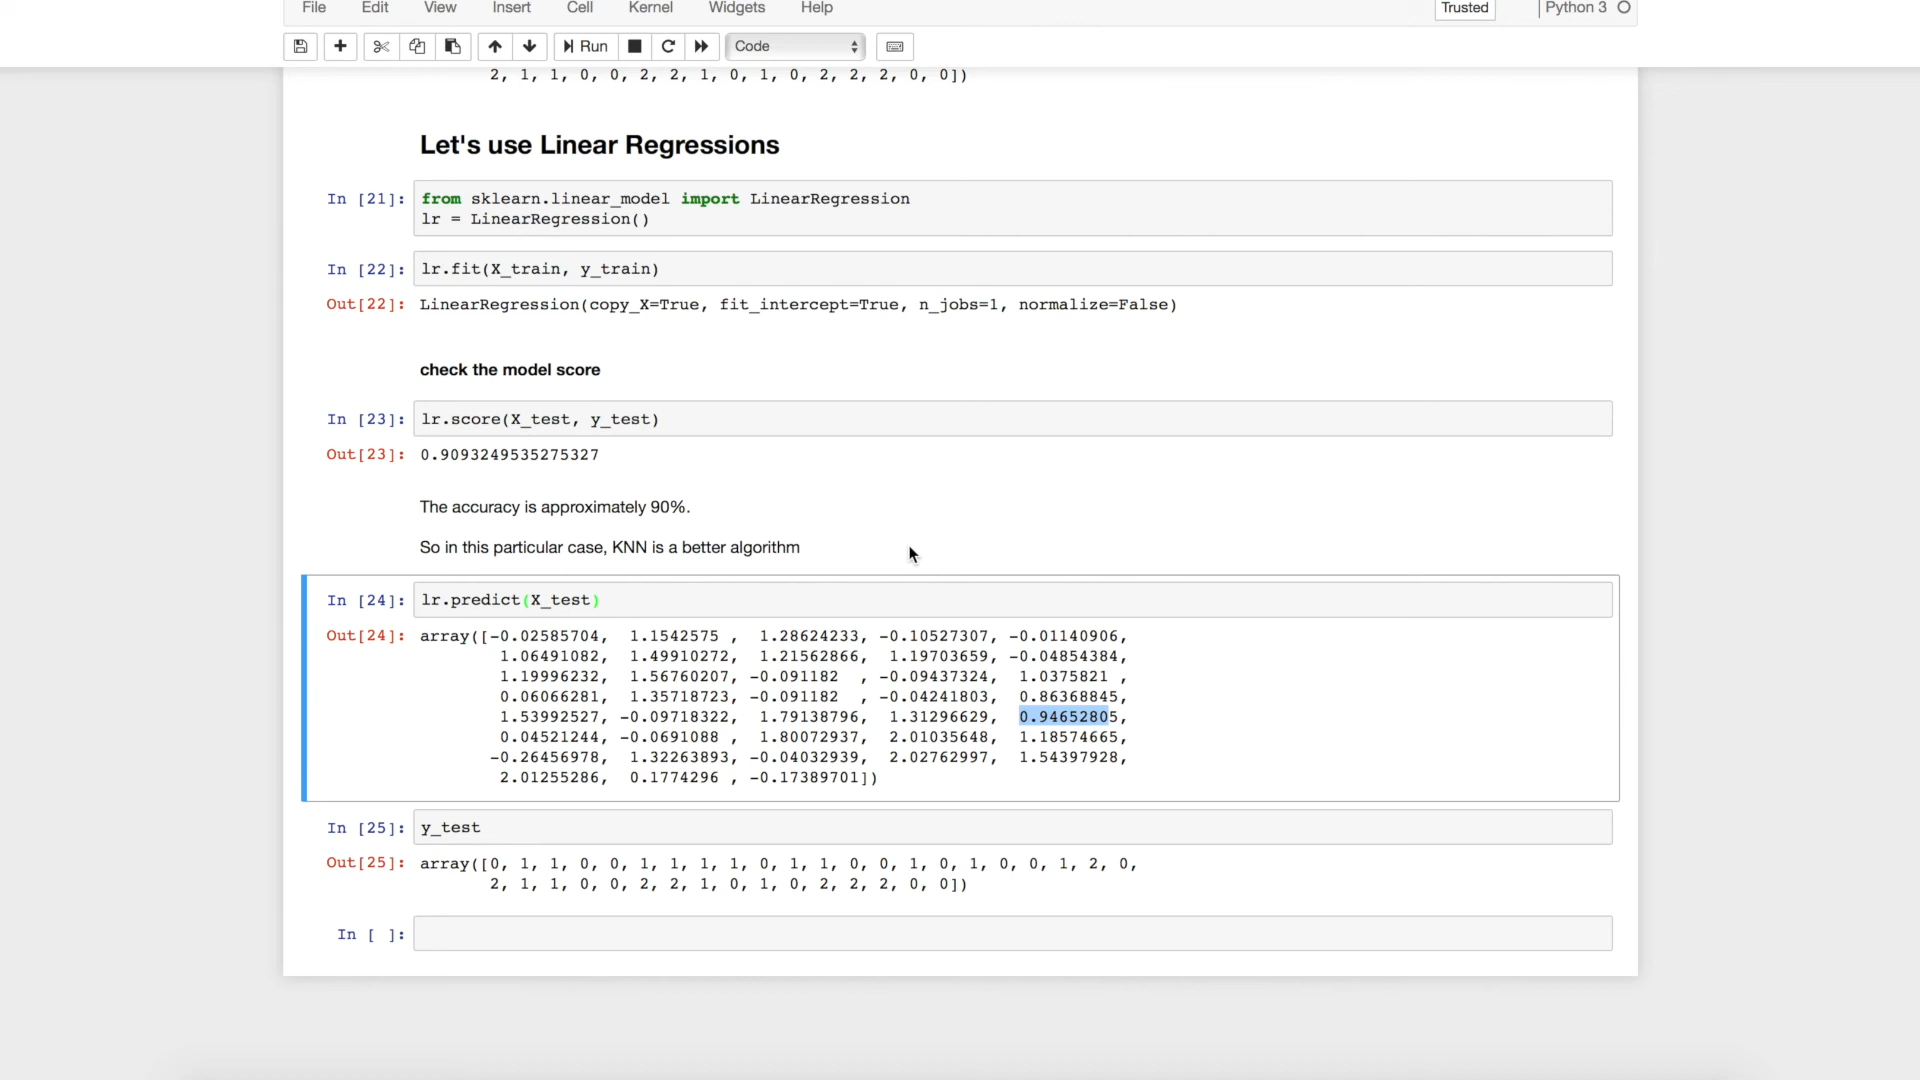 File Edit View Insert Cell Kernel Widgets Help Trusted Python 3
Run Code
2, 1, 1, 0, 0, 2, 2, 1, 0, 1, 0, 2, 2, 2, 0, 0])
Let's use Linear Regressions
In [21]: from sklearn.linear_model import LinearRegression
lr = LinearRegression()
In [22]: lr.fit(X_train, y_train)
Out[22]: LinearRegression(copy_X=True, fit_intercept=True, n_jobs=1, normalize=False)
check the model score
In [23]: lr.score(X_test, y_test)
Out[23]: 0.9093249535275327
The accuracy is approximately 90%.
So in this particular case, KNN is a better algorithm
In [24]: lr.predict(X_test)
Out[24]: array([-0.02585704, 1.1542575 , 1.28624233, -0.10527307, -0.01140906,
1.06491082, 1.49910272, 1.21562866, 1.19703659, -0.04854384,
1.19996232, 1.56760207, -0.091182 , -0.09437324, 1.0375821 ,
0.06066281, 1.35718723, -0.091182 , -0.04241803, 0.86368845,
1.53992527, -0.09718322, 1.79138796, 1.31296629, 0.94652805,
0.04521244, -0.0691088 , 1.80072937, 2.01035648, 1.18574665,
-0.26456978, 1.32263893, -0.04032939, 2.02762997, 1.54397928,
2.01255286, 0.1774296 , -0.17389701])
In [25]: y_test
Out[25]: array([0, 1, 1, 0, 0, 1, 1, 1, 1, 0, 1, 1, 0, 0, 1, 0, 1, 0, 0, 1, 2, 0,
2, 1, 1, 0, 0, 2, 2, 1, 0, 1, 0, 2, 2, 2, 0, 0])
In [ ]: